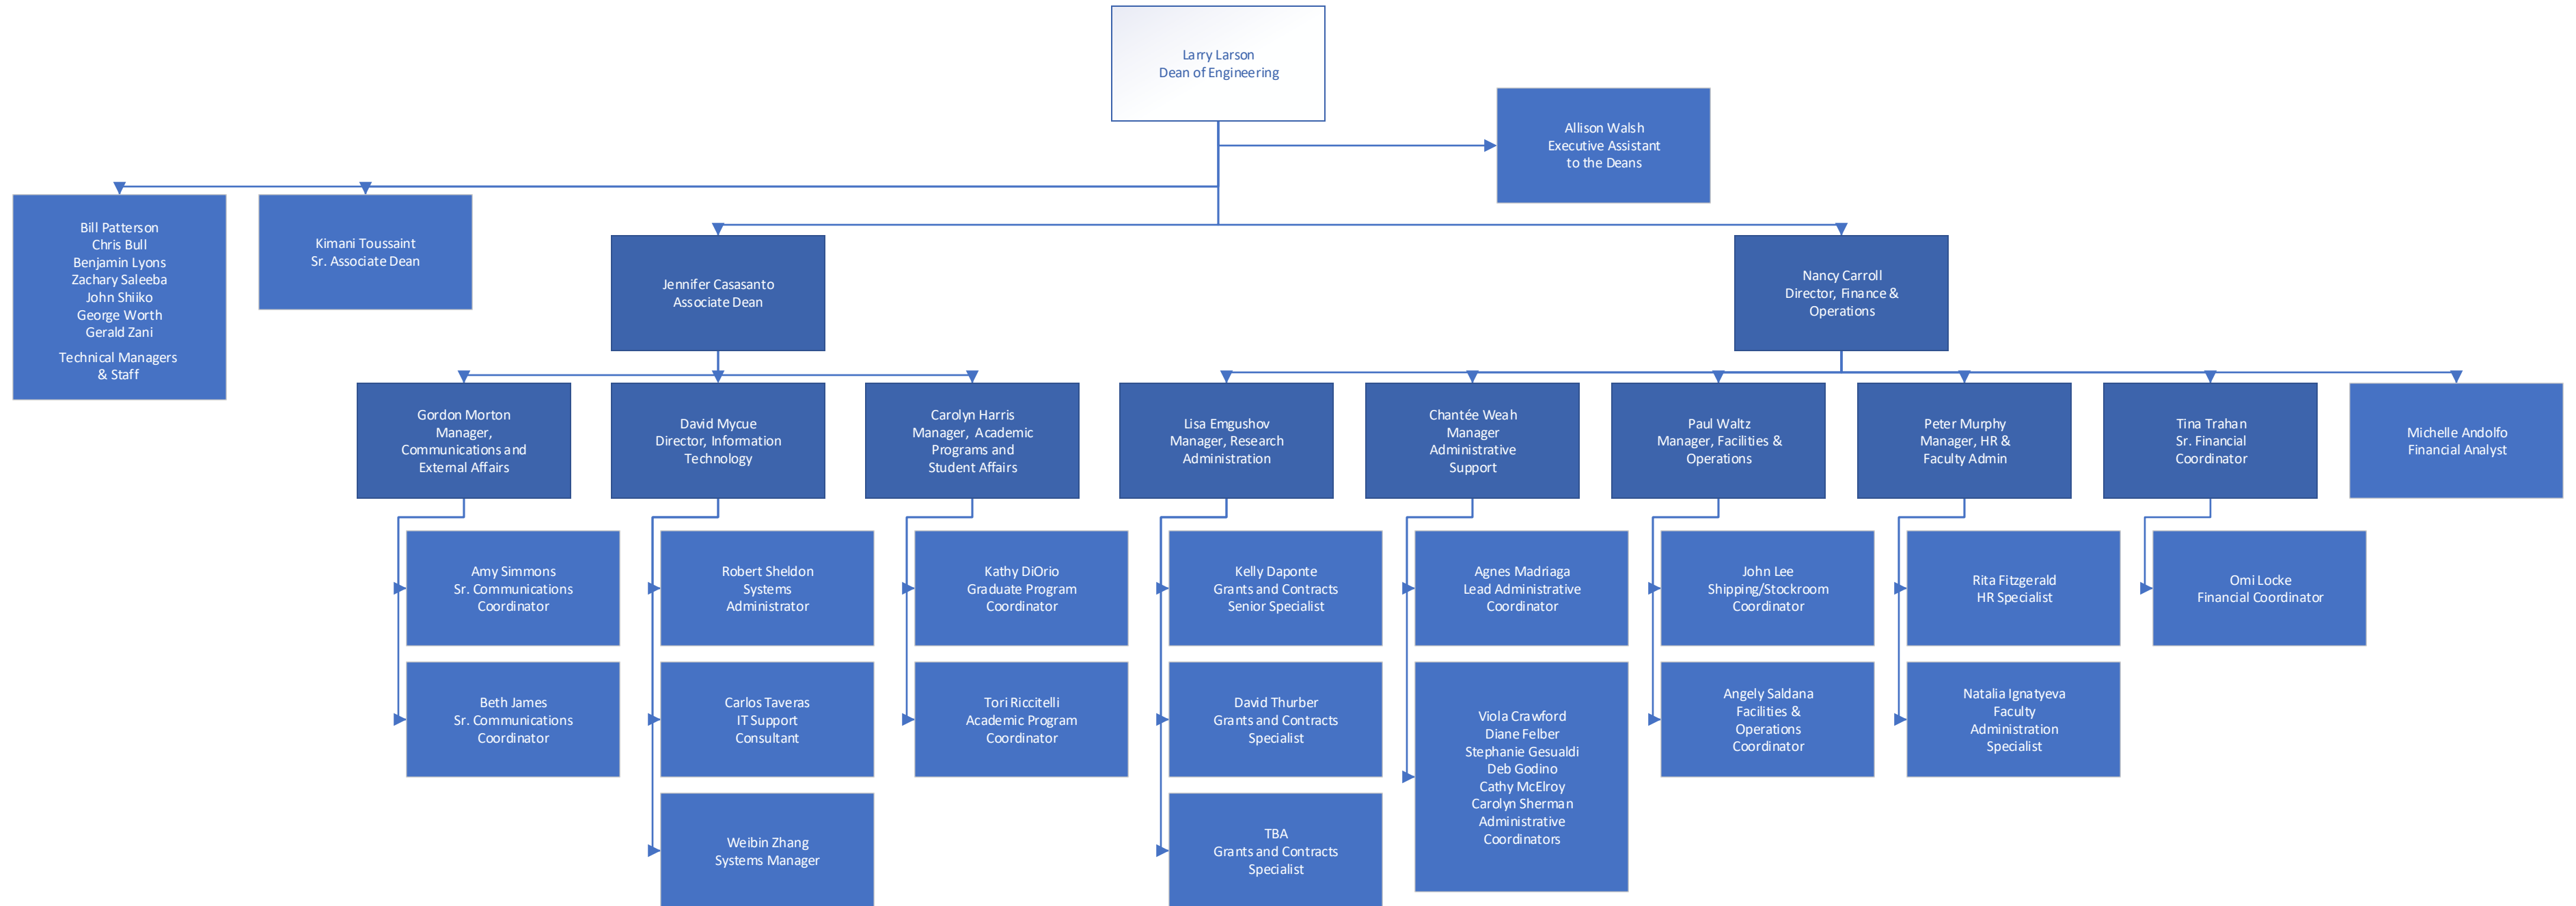 Larry Larson
Dean of Engineering
Allison Walsh
Executive Assistant
to the Deans
Bill Patterson
Chris Bull
Benjamin Lyons
Zachary Saleeba
John Shiiko
George Worth
Gerald Zani
Technical Managers
& Staff
Kimani Toussaint
Sr. Associate Dean
Jennifer Casasanto
Associate Dean
Nancy Carroll
Director, Finance &
Operations
Gordon Morton
Manager,
Communications and
External Affairs
David Mycue
Director, Information
Technology
Carolyn Harris
Manager, Academic
Programs and
Student Affairs
Lisa Emgushov
Manager, Research
Administration
Chantée Weah
Manager
Administrative
Support
Paul Waltz
Manager, Facilities &
Operations
Peter Murphy
Manager, HR &
Faculty Admin
Tina Trahan
Sr. Financial
Coordinator
Michelle Andolfo
Financial Analyst
Amy Simmons
Sr. Communications
Coordinator
Robert Sheldon
Systems
Administrator
Kathy DiOrio
Graduate Program
Coordinator
Kelly Daponte
Grants and Contracts
Senior Specialist
Agnes Madriaga
Lead Administrative
Coordinator
John Lee
Shipping/Stockroom
Coordinator
Rita Fitzgerald
HR Specialist
Omi Locke
Financial Coordinator
Beth James
Sr. Communications
Coordinator
Carlos Taveras
IT Support
Consultant
Tori Riccitelli
Academic Program
Coordinator
David Thurber
Grants and Contracts
Specialist
Viola Crawford
Diane Felber
Stephanie Gesualdi
Deb Godino
Cathy McElroy
Carolyn Sherman
Administrative
Coordinators
Angely Saldana
Facilities &
Operations
Coordinator
Natalia Ignatyeva
Faculty
Administration
Specialist
Weibin Zhang
Systems Manager
TBA
Grants and Contracts
Specialist